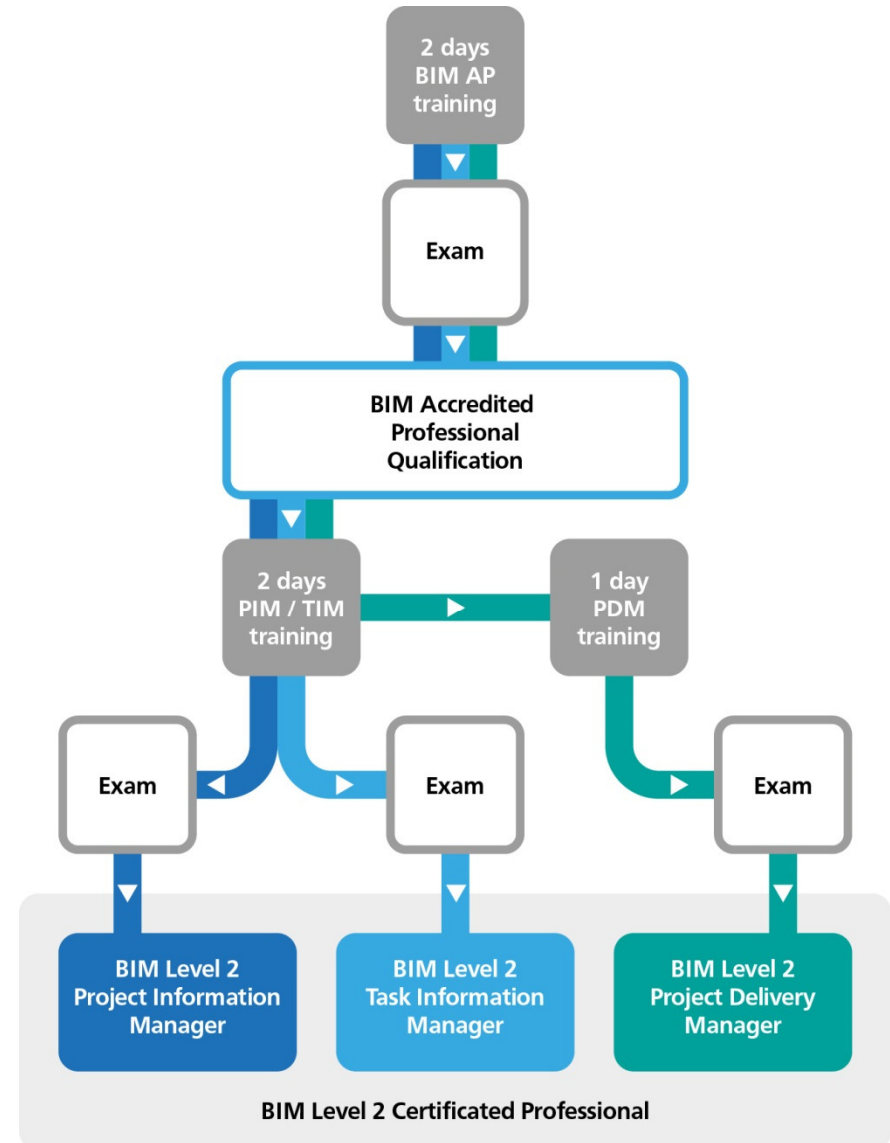 2 days
BIM AP
training
Exam
BIM Accredited
Professional
Qualification
2 days
PIM / TIM
training
1 day
PDM
training
Exam
Exam
Exam
BIM Level 2
Project Information
Manager
BIM Level 2
Task Information
Manager
BIM Level 2
Project Delivery
Manager
BIM Level 2 Certificated Professional